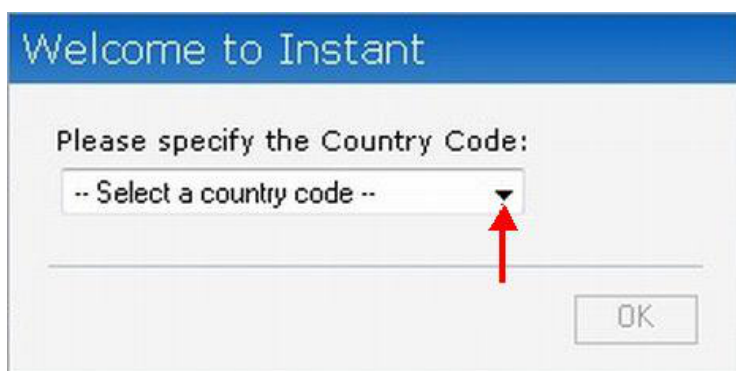 Welcome to Instant
Please specify the Country Code:
-- Select a country code --
OK